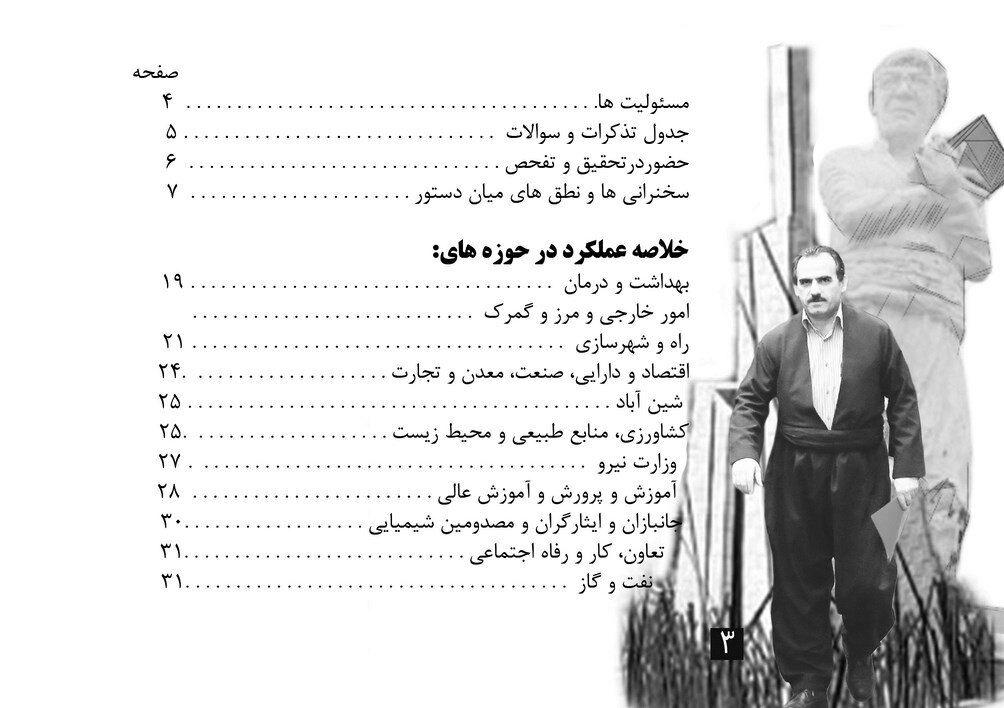 صفحه
مسئولیت ها......................................... ۴
جدول تذکرات و سوالات ............................... ۵
حضوردرتحقیق و تفحص............................... ۶
سخنرانی ها و نطق های میان دستور ...................... ۷
خلاصه عملکرد در حوزه های:
بهداشت و درمان .................................. ۱۹
امور خارجی و مرز و گمرک ............................
راه و شهرسازی ..................................... ۲۱
اقتصاد و دارایی، صنعت، معدن و تجارت .................... ۲۴
شین آباد .......................................... ۲۵
کشاورزی، منابع طبیعی و محیط زیست .................... ۲۵
وزارت نیرو ................................... ۲۷
آموزش و پرورش و آموزش عالی ........................ ۲۸
جانبازان و ایثارگران و مصدومین شیمیایی .................. ۳۰
تعاون، کار و رفاه اجتماعی ............................ ۳۱
نفت و گاز ...................................... ۳۱
۳